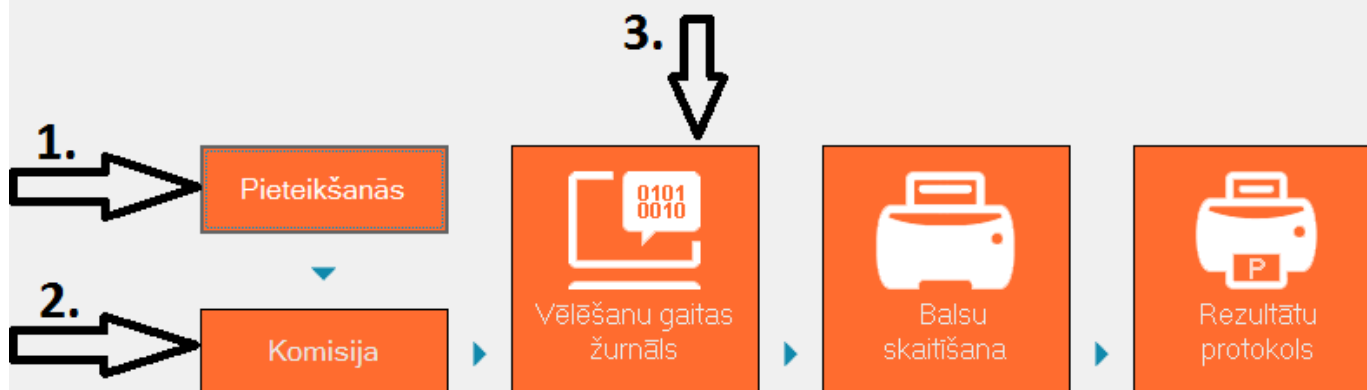 3.
1.
Pieteikšanās
2.
Komisija
0101
0010
Vēlēšanu gaitas
žurnāls
Balsu
skaitīšana
P
Rezultātu
protokols